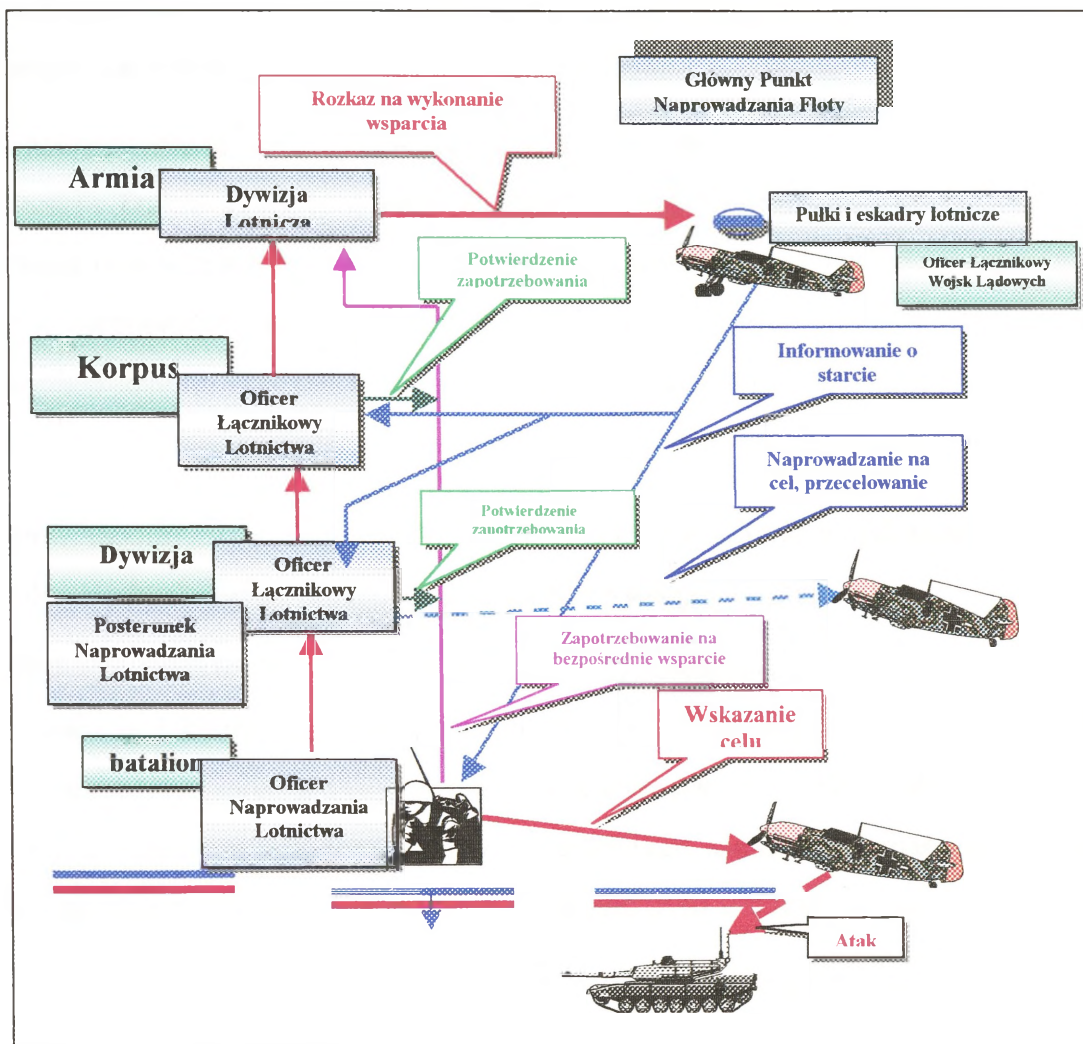 Główny Punkt
Naprowadzania Floty
Rozkaz na wykonanie
wsparcia
Armia
Dywizja
Lotnicza
Pułki i eskadry lotnicze
Oficer Łącznikowy
Wojsk Lądowych
Potwierdzenie
zapotrzebowania
Korpus
Oficer
Łącznikowy
Lotnictwa
Informowanie o
starcie
Naprowadzanie na
cel, przecelowanie
Potwierdzenie
zapotrzebowania
Dywizja
Oficer
Łącznikowy
Lotnictwa
Posterunek
Naprowadzania
Lotnictwa
Zapotrzebowanie na
bezpośrednie wsparcie
Wskazanie
celu
batalion
Oficer
Naprowadzania
Lotnictwa
Atak